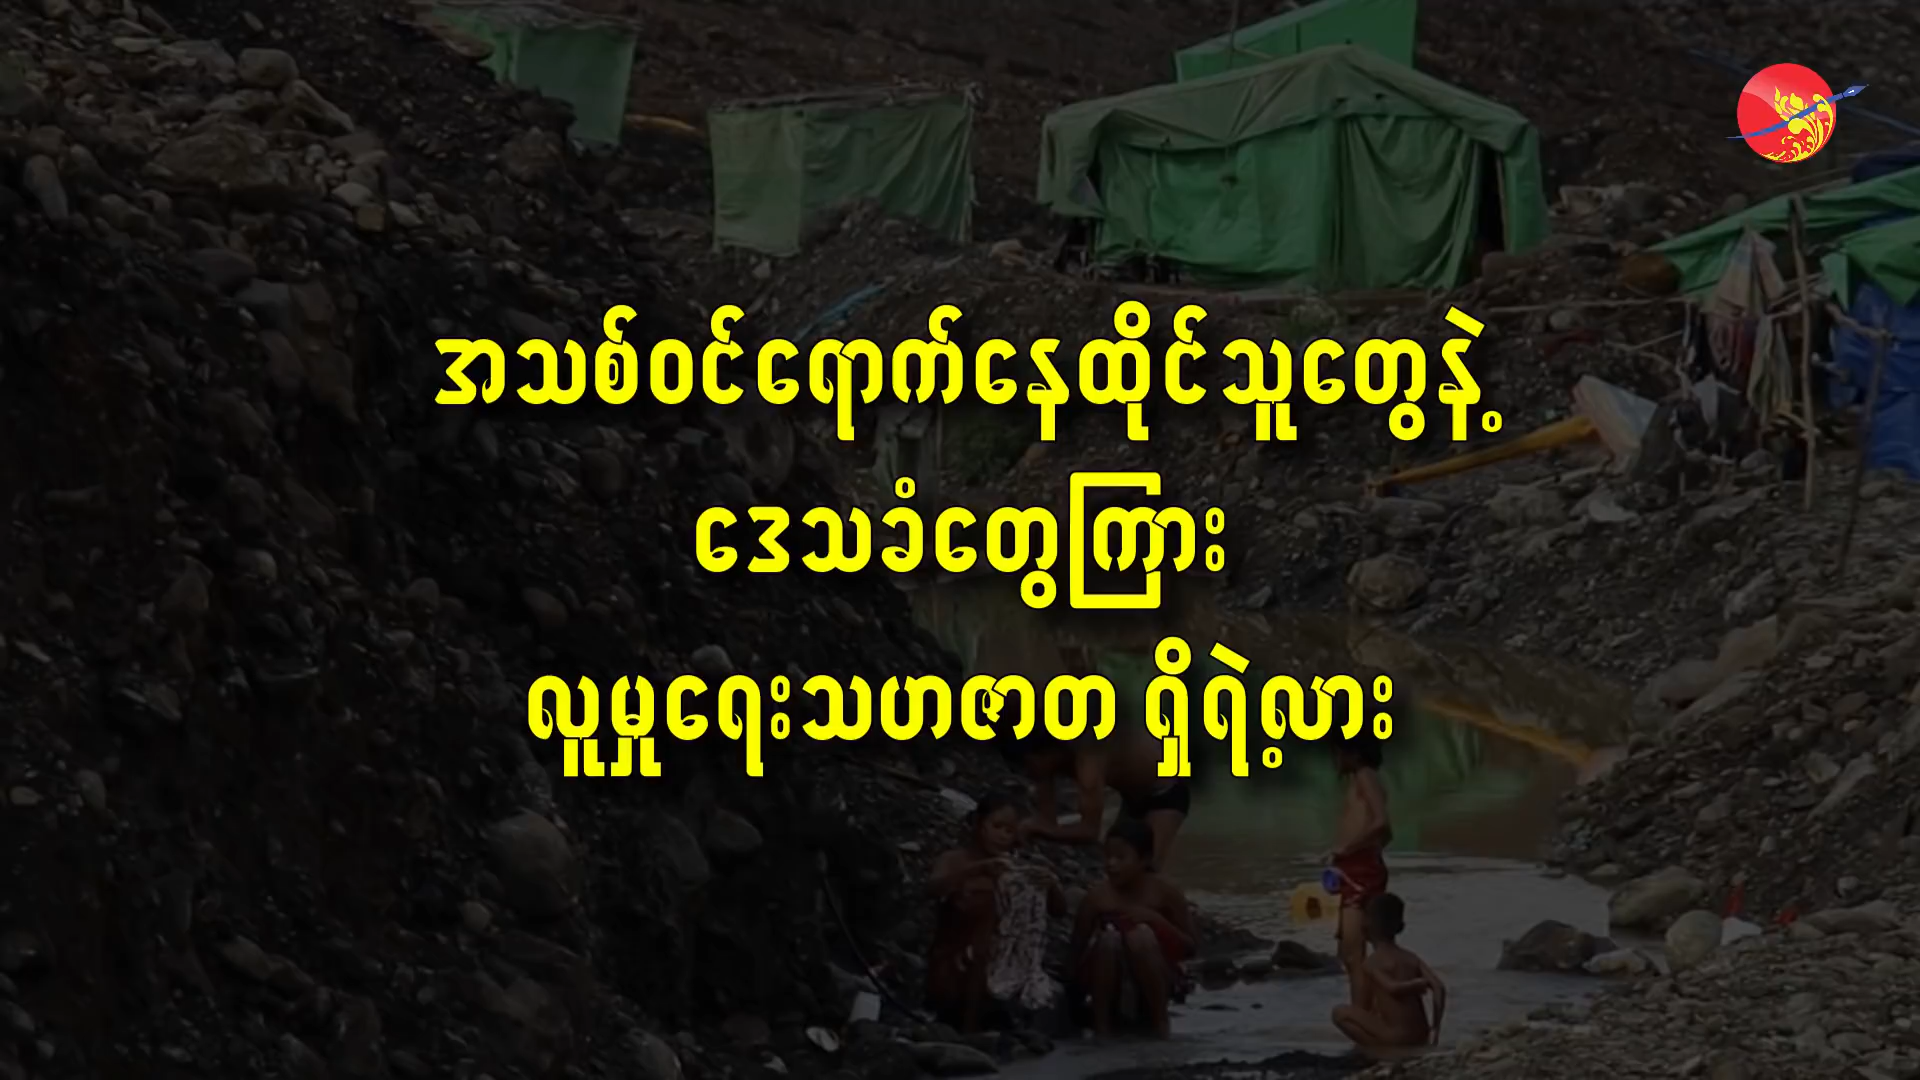 အသစ်ဝင်ရောက်နေထိုင်သူတွေနဲ့
ဒေသခံတွေကြား
လူမှုရေးသဟဇာတ ရှိရဲ့လား